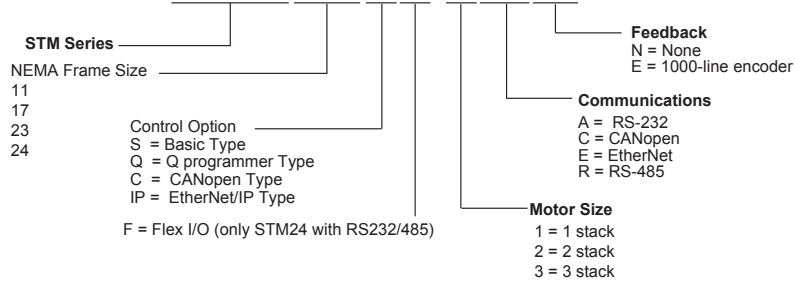 STM Series
NEMA Frame Size
11
17
23
24
Control Option
S = Basic Type
Q = Q programmer Type
C = CANopen Type
IP = EtherNet/IP Type
F = Flex I/O (only STM24 with RS232/485)
Feedback
N = None
E = 1000-line encoder
Communications
A = RS-232
C = CANopen
E = EtherNet
R = RS-485
Motor Size
1 = 1 stack
2 = 2 stack
3 = 3 stack